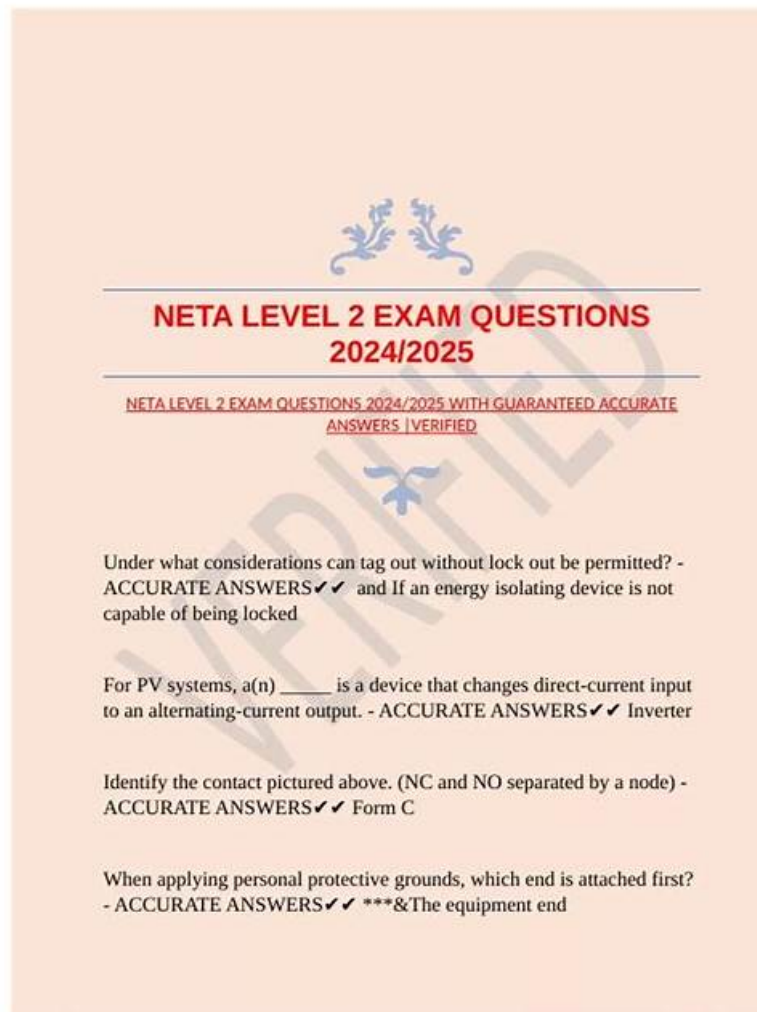 NETA LEVEL 2 EXAM QUESTIONS
2024/2025
NETA LEVEL 2 EXAM QUESTIONS 2024/2025 WITH GUARANTEED ACCURATE
ANSWERS |VERIFIED
VERIFIED
Under what considerations can tag out without lock out be permitted? -
ACCURATE ANSWERS✔✔ and If an energy isolating device is not
capable of being locked
For PV systems, a(n) _____ is a device that changes direct-current input
to an alternating-current output. - ACCURATE ANSWERS✔✔ Inverter
Identify the contact pictured above. (NC and NO separated by a node) -
ACCURATE ANSWERS✔✔ Form C
When applying personal protective grounds, which end is attached first?
- ACCURATE ANSWERS✔✔ ***&The equipment end